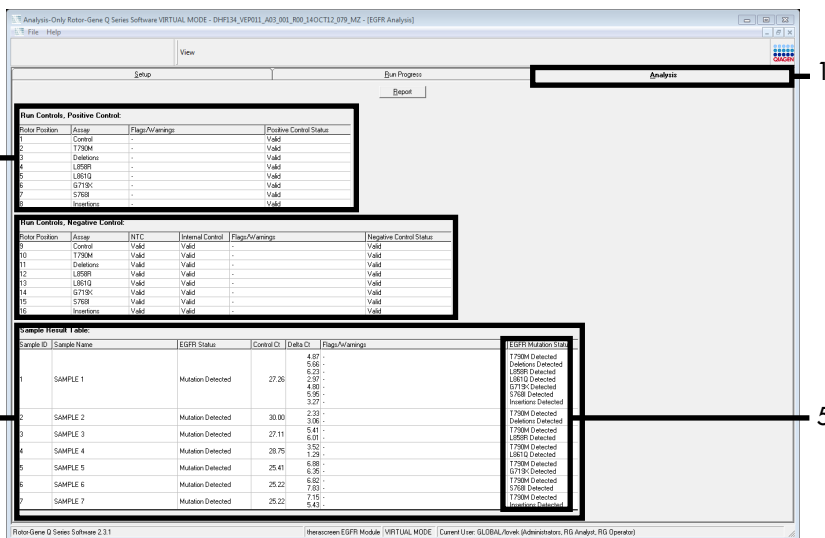 Analysis-Only Rotor-Gene Q Series Software VIRTUAL MODE - DHF134_VEP011_A03_001_R00_14OCT12_079_MZ - [EGFR Analysis]
File Help
View
QIAGEN
Setup Run Progress Analysis
1
Report
Run Controls, Positive Control:
Rotor Position Assay Flags/Warnings Positive Control Status
1 Control - Valid
2 T790M - Valid
3 Deletions - Valid
4 L858R - Valid
5 L861Q - Valid
6 G719X - Valid
7 S768I - Valid
8 Insertions - Valid
Run Controls, Negative Control:
Rotor Position Assay NTC Internal Control Flags/Warnings Negative Control Status
9 Control Valid Valid - Valid
10 T790M Valid Valid - Valid
11 Deletions Valid Valid - Valid
12 L858R Valid Valid - Valid
13 L861Q Valid Valid - Valid
14 G719X Valid Valid - Valid
15 S768I Valid Valid - Valid
16 Insertions Valid Valid - Valid
Sample Result Table:
Sample ID Sample Name EGFR Status Control Ct Delta Ct Flags/Warnings EGFR Mutation Status
4.87 - T790M Detected
5.66 - Deletions Detected
6.23 - L858R Detected
1 SAMPLE 1 Mutation Detected 27.26 2.97 - L861Q Detected
4.80 - G719X Detected
5.95 - S768I Detected
3.27 - Insertions Detected
2 SAMPLE 2 Mutation Detected 30.00 2.33 - T790M Detected
3.06 - Deletions Detected
5
3 SAMPLE 3 Mutation Detected 27.11 5.41 - T790M Detected
6.01 - L858R Detected
4 SAMPLE 4 Mutation Detected 28.75 3.52 - T790M Detected
1.29 - L861Q Detected
5 SAMPLE 5 Mutation Detected 25.41 6.88 - T790M Detected
6.35 - G719X Detected
6 SAMPLE 6 Mutation Detected 25.22 6.82 - T790M Detected
7.83 - S768I Detected
7 SAMPLE 7 Mutation Detected 25.22 7.15 - T790M Detected
5.43 - Insertions Detected
Rotor-Gene Q Series Software 2.3.1 therascreen EGFR Module VIRTUAL MODE Current User: GLOBAL/lovek (Administrators, RG Analyst, RG Operator)